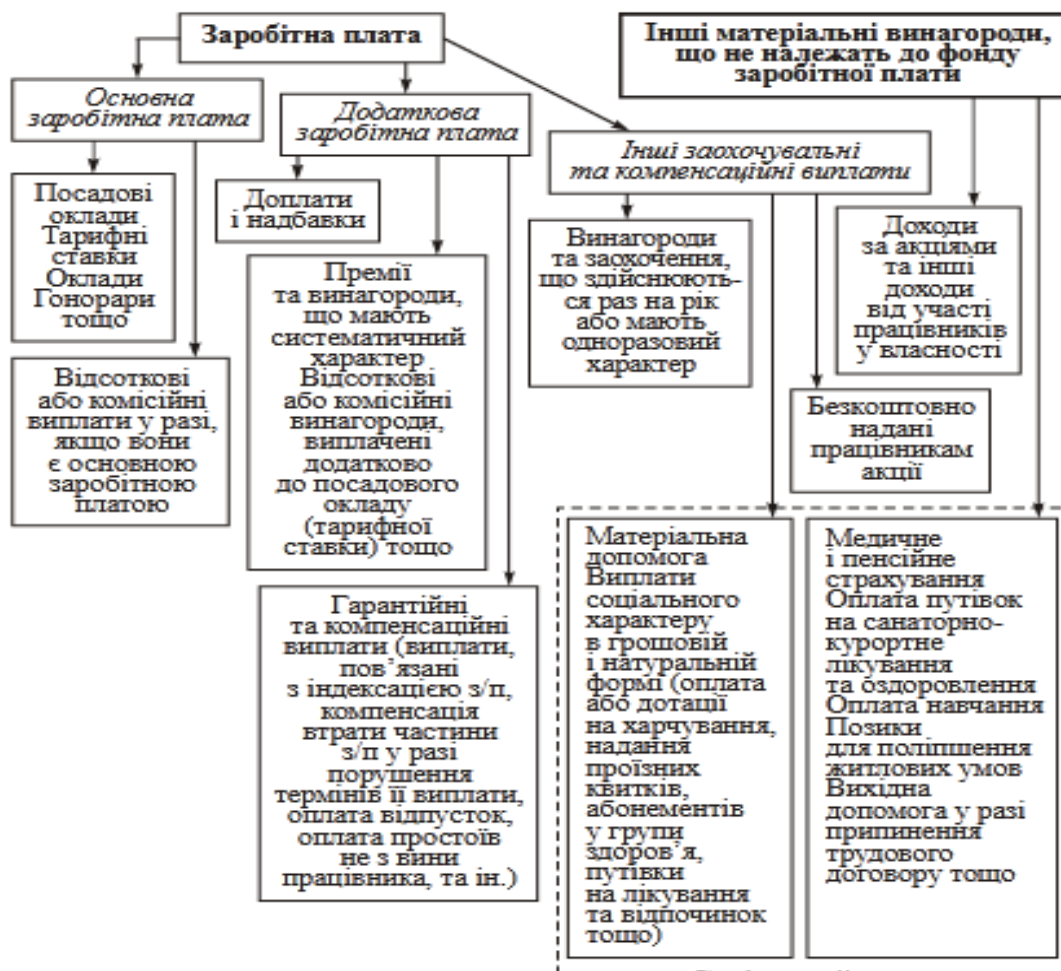 Заробітна плата
Інші матеріальні винагороди,
що не належать до фонду
заробітної плати
Основна
заробітна плата
Додаткова
заробітна плата
Інші заохочувальні
та компенсаційні виплати
Посадові
оклади
Тарифні
ставки
Оклади
Гонорари
тощо
Доплати
і надбавки
Винагороди
та заохочення,
що здійснюють-
ся раз на рік
або мають
одноразовий
характер
Доходи
за акціями
та інші
доходи
від участі
працівників
у власності
Премії
та винагороди,
що мають
систематичний
характер
Відсоткові
або комісійні
винагороди,
виплачені
додатково
до посадового
окладу
(тарифної
ставки) тощо
Відсоткові
або комісійні
виплати у разі,
якщо вони
є основною
заробітною
платою
Безкоштовно
надані
працівникам
акції
Гарантійні
та компенсаційні
виплати (виплати,
пов’язані
з індексацією з/п,
компенсація
втрати частини
з/п у разі
порушення
термінів її виплати,
оплата відпусток,
оплата простоїв
не з вини
працівника, та ін.)
Матеріальна
допомога
Виплати
соціального
характеру
в грошовій
і натуральній
формі (оплата
або дотації
на харчування,
надання
проїзних
квитків,
абонементів
у групи
здоров’я,
путівки
на лікування
та відпочинок
тощо)
Медичне
і пенсійне
страхування
Оплата путівок
на санаторно-
курортне
лікування
та оздоровлення
Оплата навчання
Позики
для поліпшення
житлових умов
Вихідна
допомога у разі
припинення
трудового
договору тощо